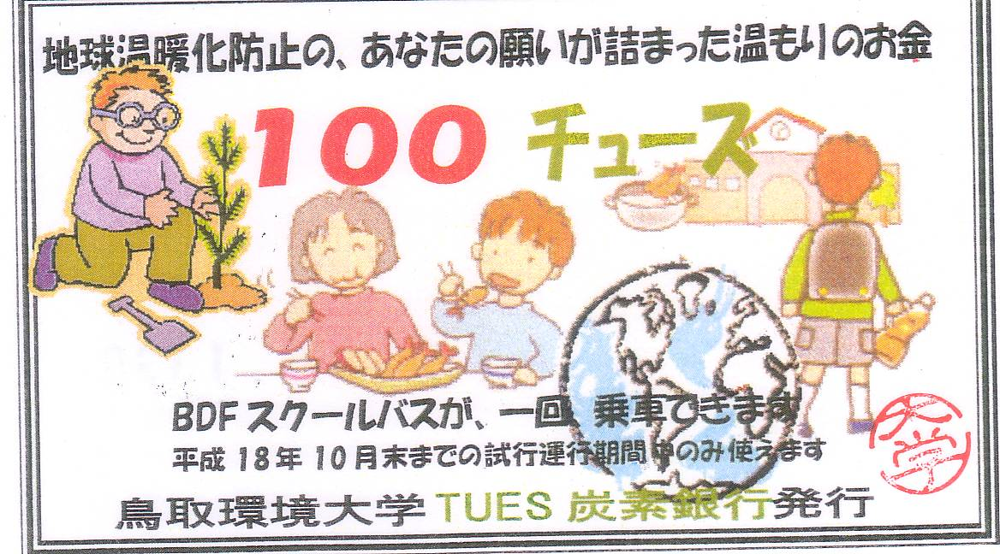 地球温暖化防止の、あなたの願いが詰まった温もりのお金
100 チューズ
BDFスクールバスが、一回 乗車できます
平成18年10月末までの試行運行期間中のみ使えます
大学
鳥取環境大学 TUES 炭素銀行発行